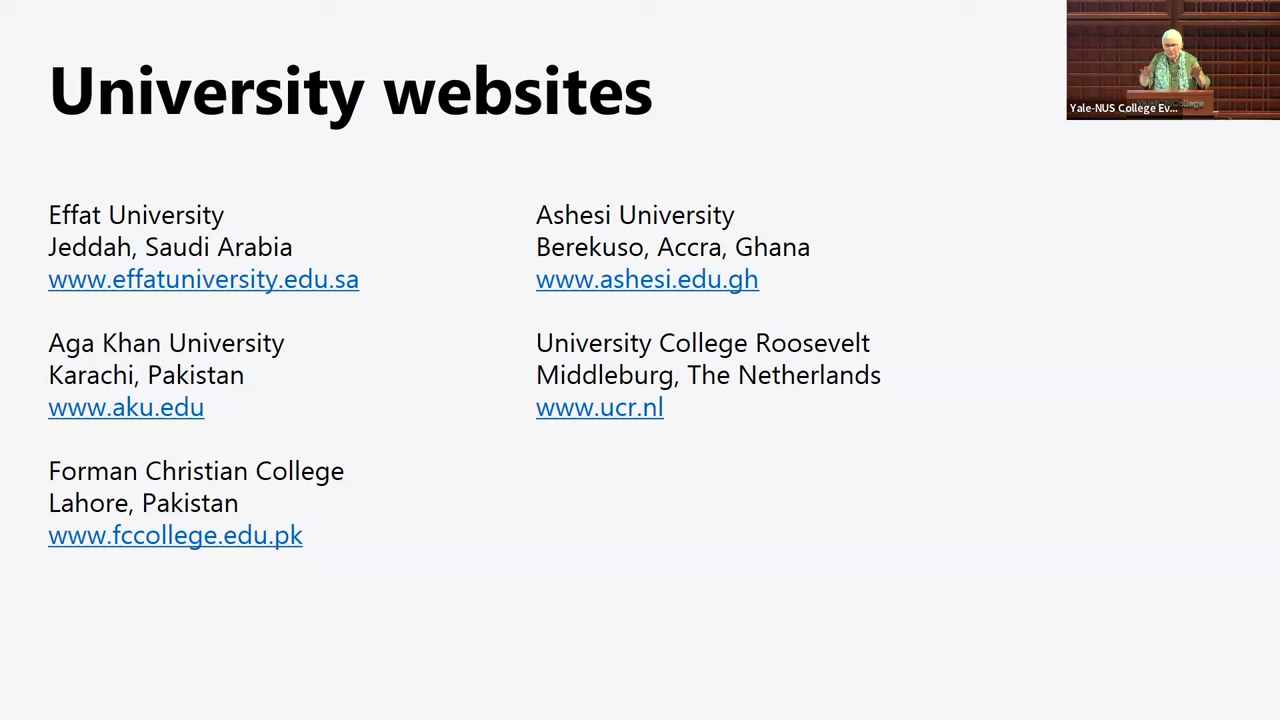 University websites
Effat University
Jeddah, Saudi Arabia
www.effatuniversity.edu.sa
Aga Khan University
Karachi, Pakistan
www.aku.edu
Forman Christian College
Lahore, Pakistan
www.fccollege.edu.pk
Ashesi University
Berekuso, Accra, Ghana
www.ashesi.edu.gh
University College Roosevelt
Middleburg, The Netherlands
www.ucr.nl
Yale-NUS College Ev...